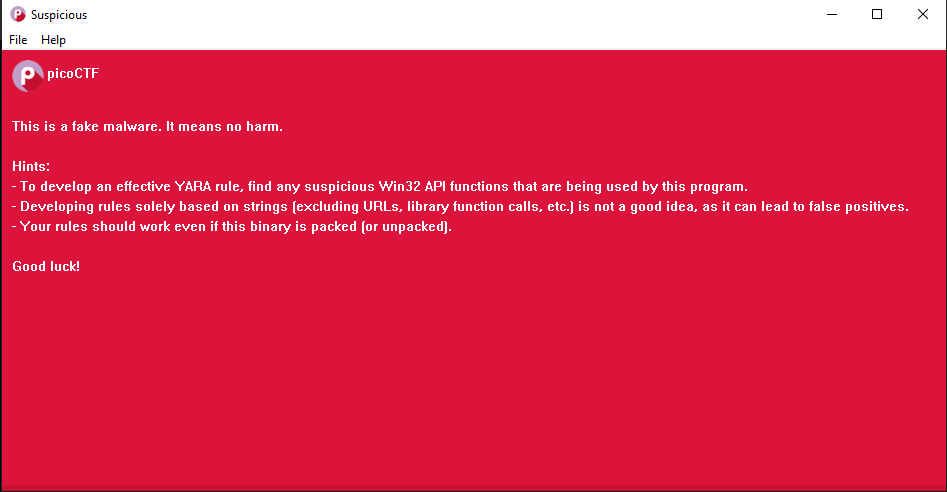 Suspicious
File Help
picoCTF
This is a fake malware. It means no harm.
Hints:
- To develop an effective YARA rule, find any suspicious Win32 API functions that are being used by this program.
- Developing rules solely based on strings (excluding URLs, library function calls, etc.) is not a good idea, as it can lead to false positives.
- Your rules should work even if this binary is packed (or unpacked).
Good luck!